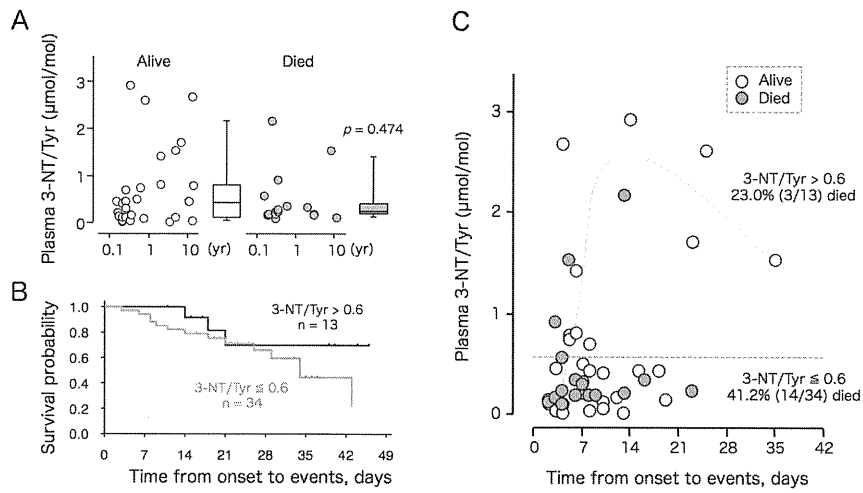 A
Plasma 3-NT/Tyr (μmol/mol)
Alive
Died
p = 0.474
3
2
1
0
0.1
1
10
(yr)
0.1
1
10
(yr)
B
Survival probability
1.0
0.8
0.6
0.4
0.2
0.0
3-NT/Tyr > 0.6
n = 13
3-NT/Tyr ≦ 0.6
n = 34
0
7
14
21
28
35
42
49
Time from onset to events, days
C
Plasma 3-NT/Tyr (μmol/mol)
Alive
Died
3
2
1
0
3-NT/Tyr > 0.6
23.0% (3/13) died
3-NT/Tyr ≦ 0.6
41.2% (14/34) died
0
7
14
21
28
35
42
Time from onset to events, days